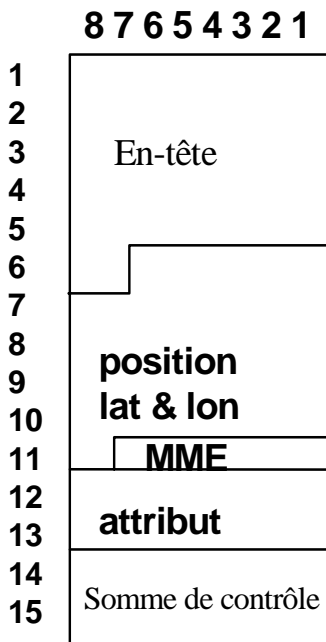 8 7 6 5 4 3 2 1
1
2
3 En-tête
4
5
6
7
8
9 position
10 lat & lon
11 MME
12
13 attribut
14
15 Somme de contrôle